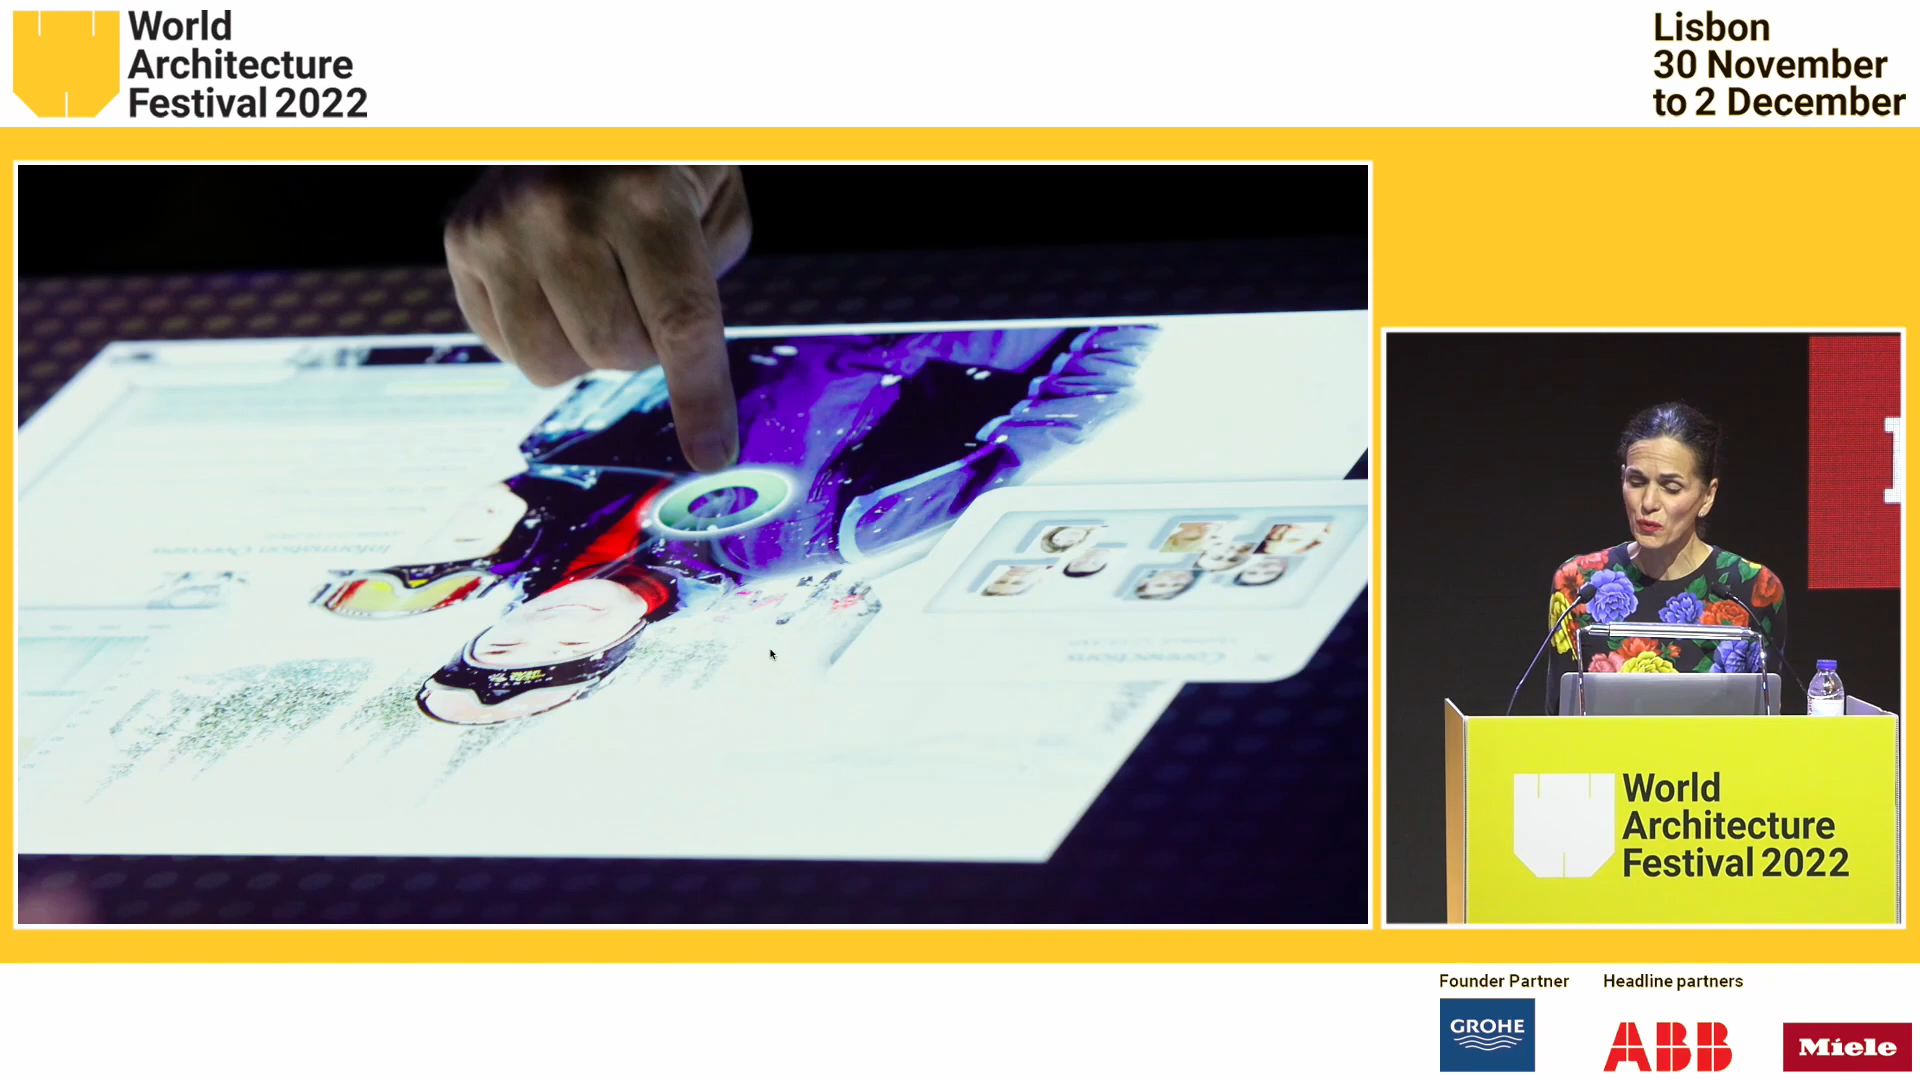 World
Architecture
Festival 2022
Lisbon
30 November
to 2 December
World
Architecture
Festival 2022
Founder Partner
Headline partners
GROHE
ABB
Miele